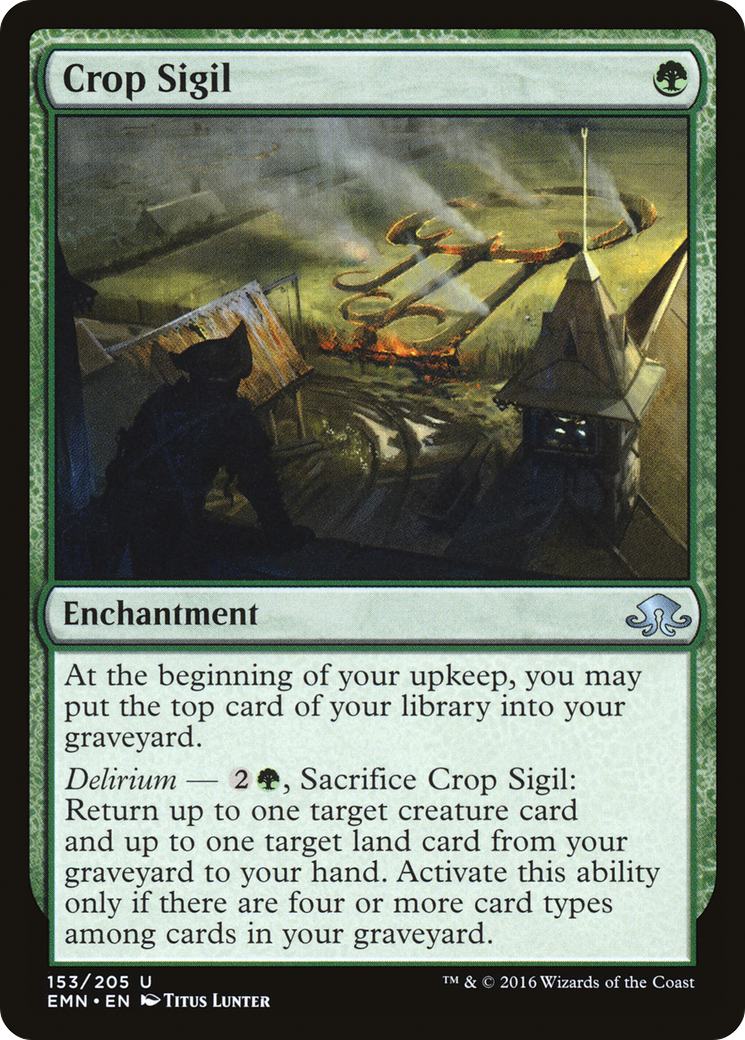 Crop Sigil
Enchantment
At the beginning of your upkeep, you may
put the top card of your library into your
graveyard.
Delirium — 2, Sacrifice Crop Sigil:
Return up to one target creature card
and up to one target land card from your
graveyard to your hand. Activate this ability
only if there are four or more card types
among cards in your graveyard.
153/205 U
™ & © 2016 Wizards of the Coast
EMN • EN Titus Lunter